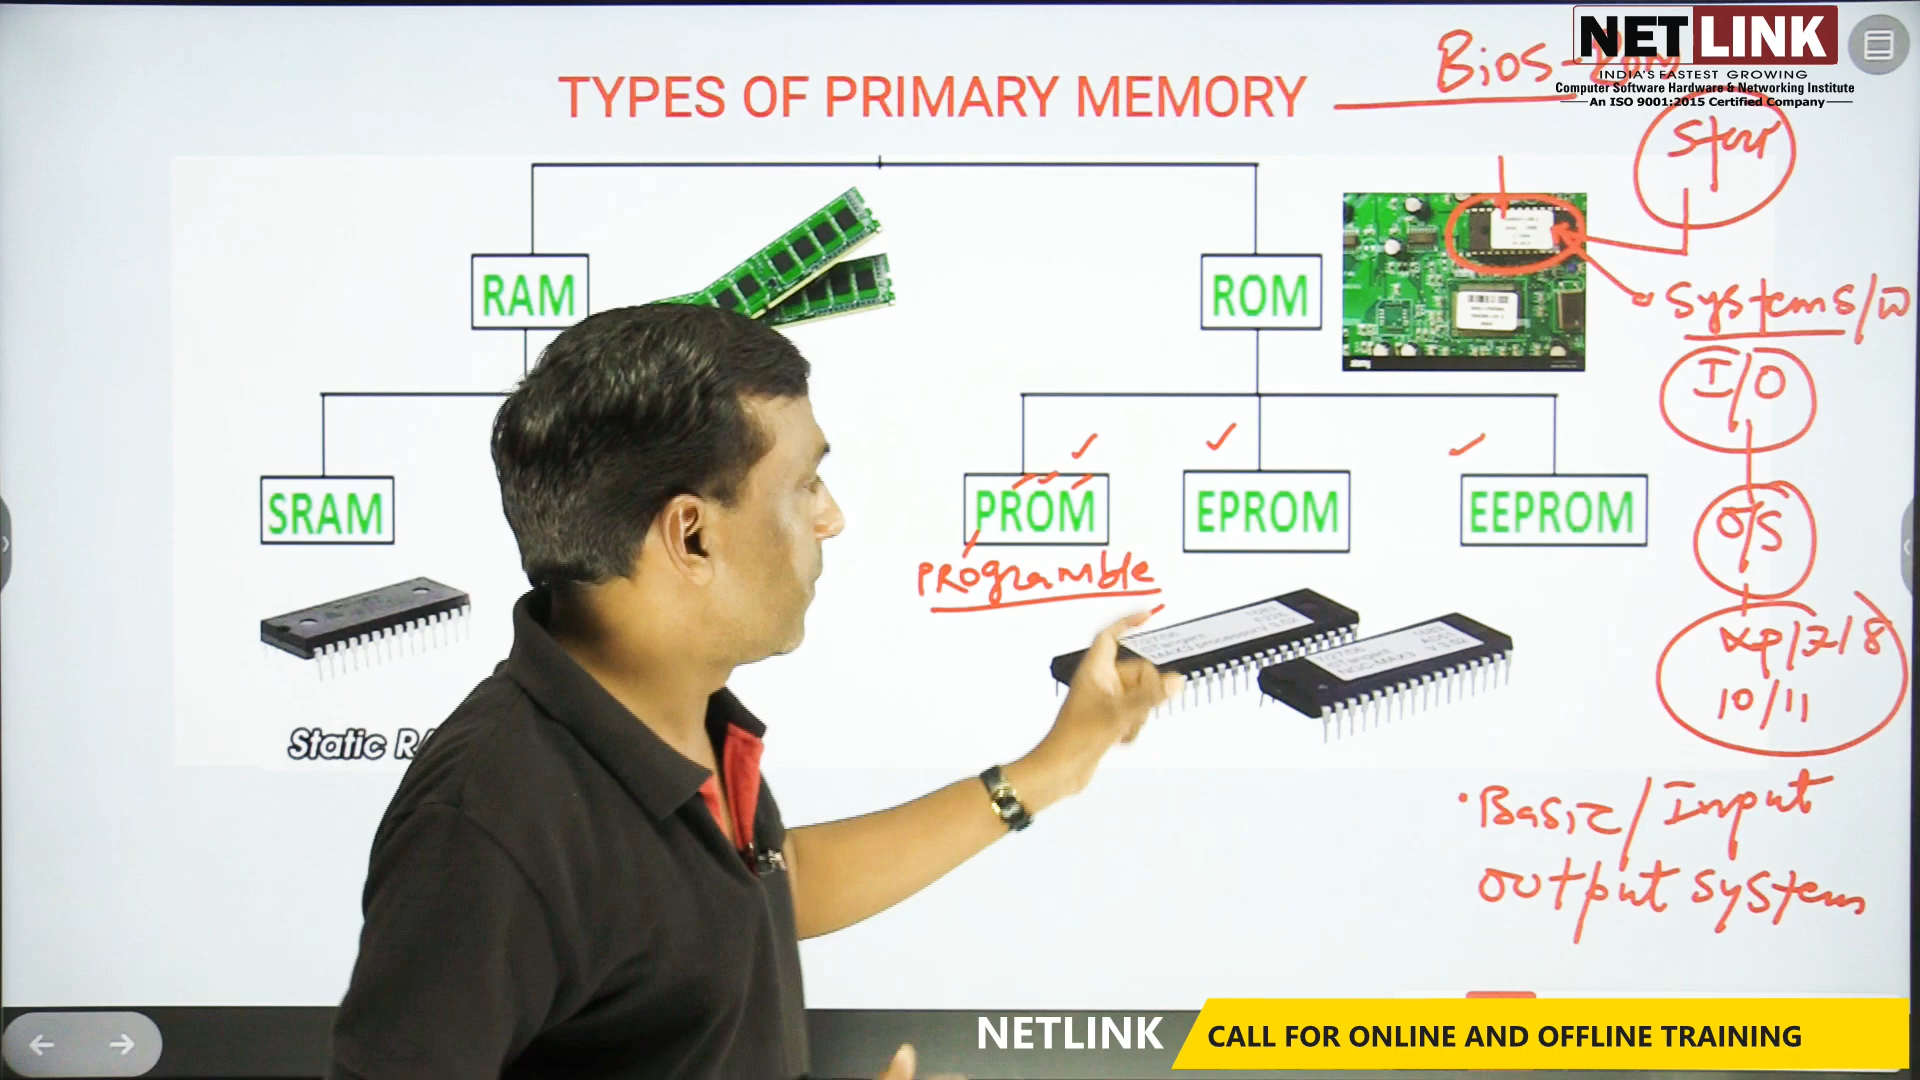 Bios-Rom
NETLINK
INDIA'S FASTEST GROWING
Computer Software Hardware & Networking Institute
An ISO 9001:2015 Certified Company
TYPES OF PRIMARY MEMORY
RAM
ROM
System S/W
I/O
SRAM
PROM
EPROM
EEPROM
O/S
PROgramble
XP/7/8
10/11
Static RA
Basic/Input
output system
NETLINK
CALL FOR ONLINE AND OFFLINE TRAINING